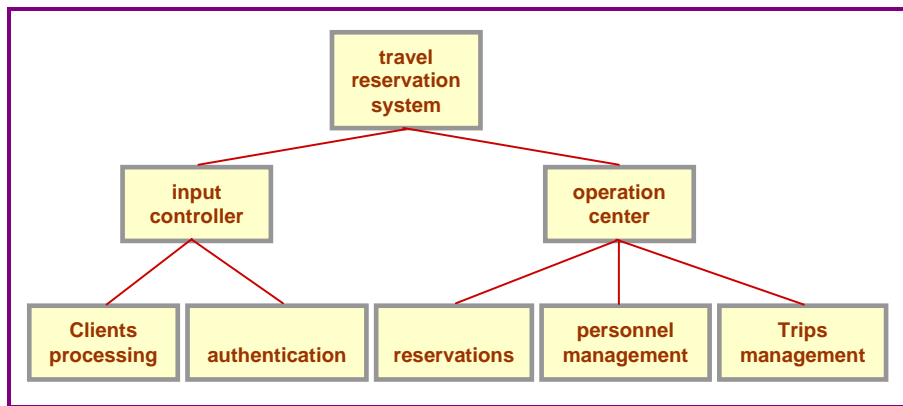 travel
reservation
system
input
controller
operation
center
Clients
processing
authentication
reservations
personnel
management
Trips
management